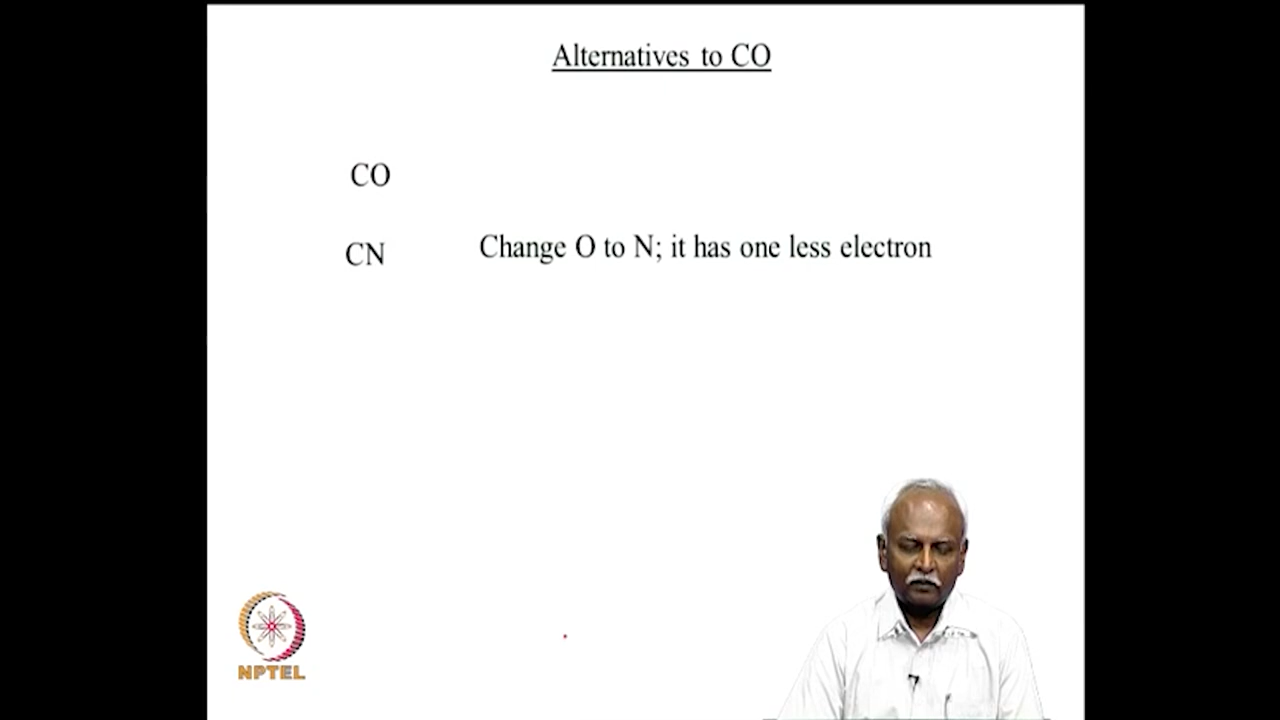 Alternatives to CO
CO
CN
Change O to N; it has one less electron
NPTEL